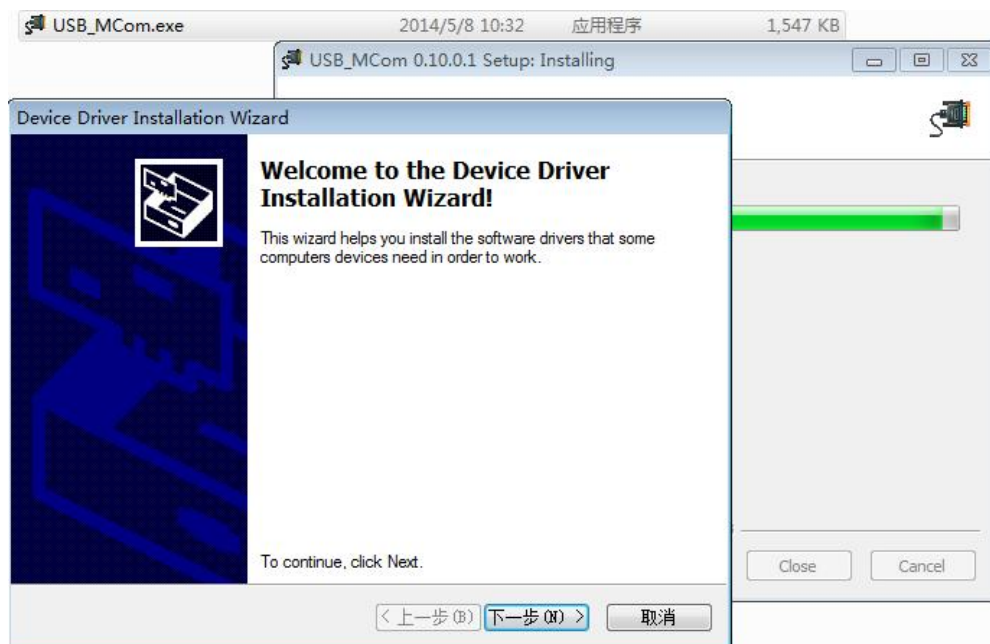 USB_MCom.exe 2014/5/8 10:32 应用程序 1,547 KB
USB_MCom 0.10.0.1 Setup: Installing
Device Driver Installation Wizard
Welcome to the Device Driver
Installation Wizard!
This wizard helps you install the software drivers that some
computers devices need in order to work.
To continue, click Next.
Close Cancel
< 上一步(B) 下一步(N) > 取消